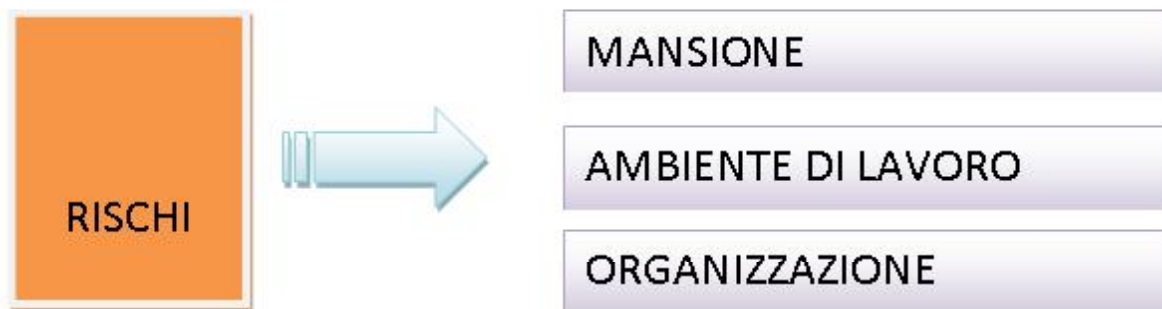 RISCHI
MANSIONE
AMBIENTE DI LAVORO
ORGANIZZAZIONE